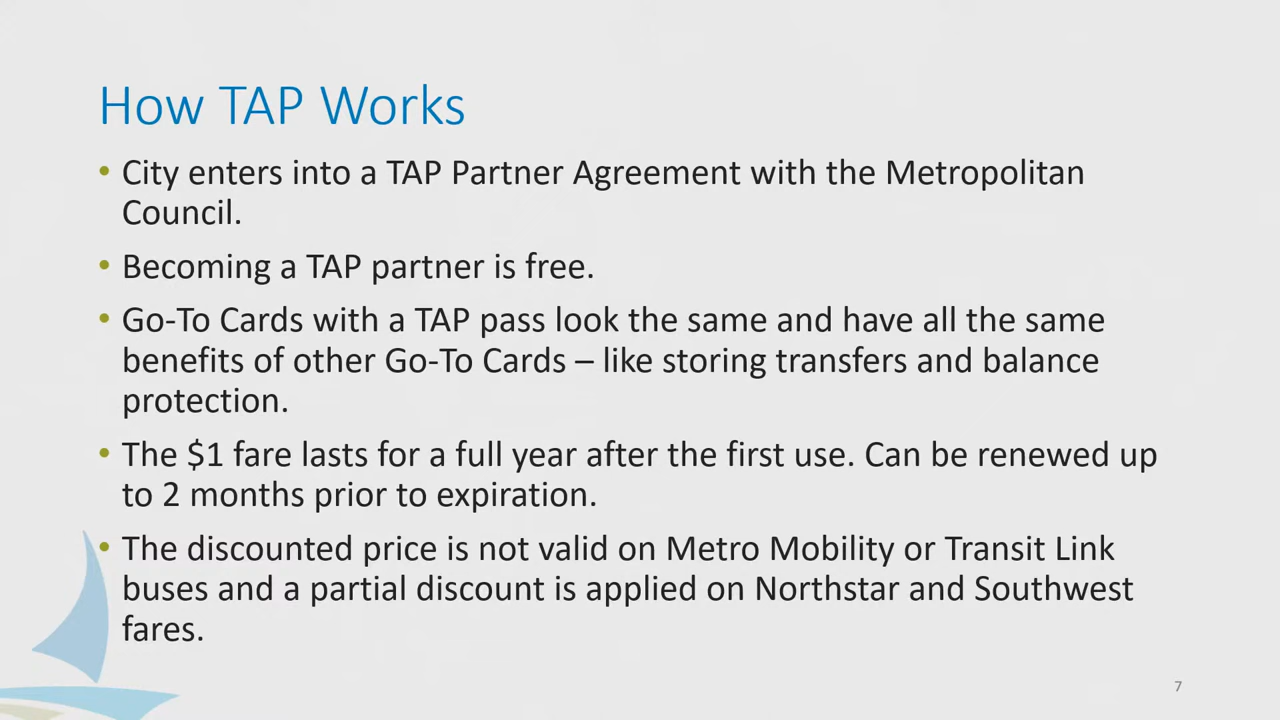 How TAP Works
• City enters into a TAP Partner Agreement with the Metropolitan
Council.
• Becoming a TAP partner is free.
• Go-To Cards with a TAP pass look the same and have all the same
benefits of other Go-To Cards – like storing transfers and balance
protection.
• The $1 fare lasts for a full year after the first use. Can be renewed up
to 2 months prior to expiration.
• The discounted price is not valid on Metro Mobility or Transit Link
buses and a partial discount is applied on Northstar and Southwest
fares.
7